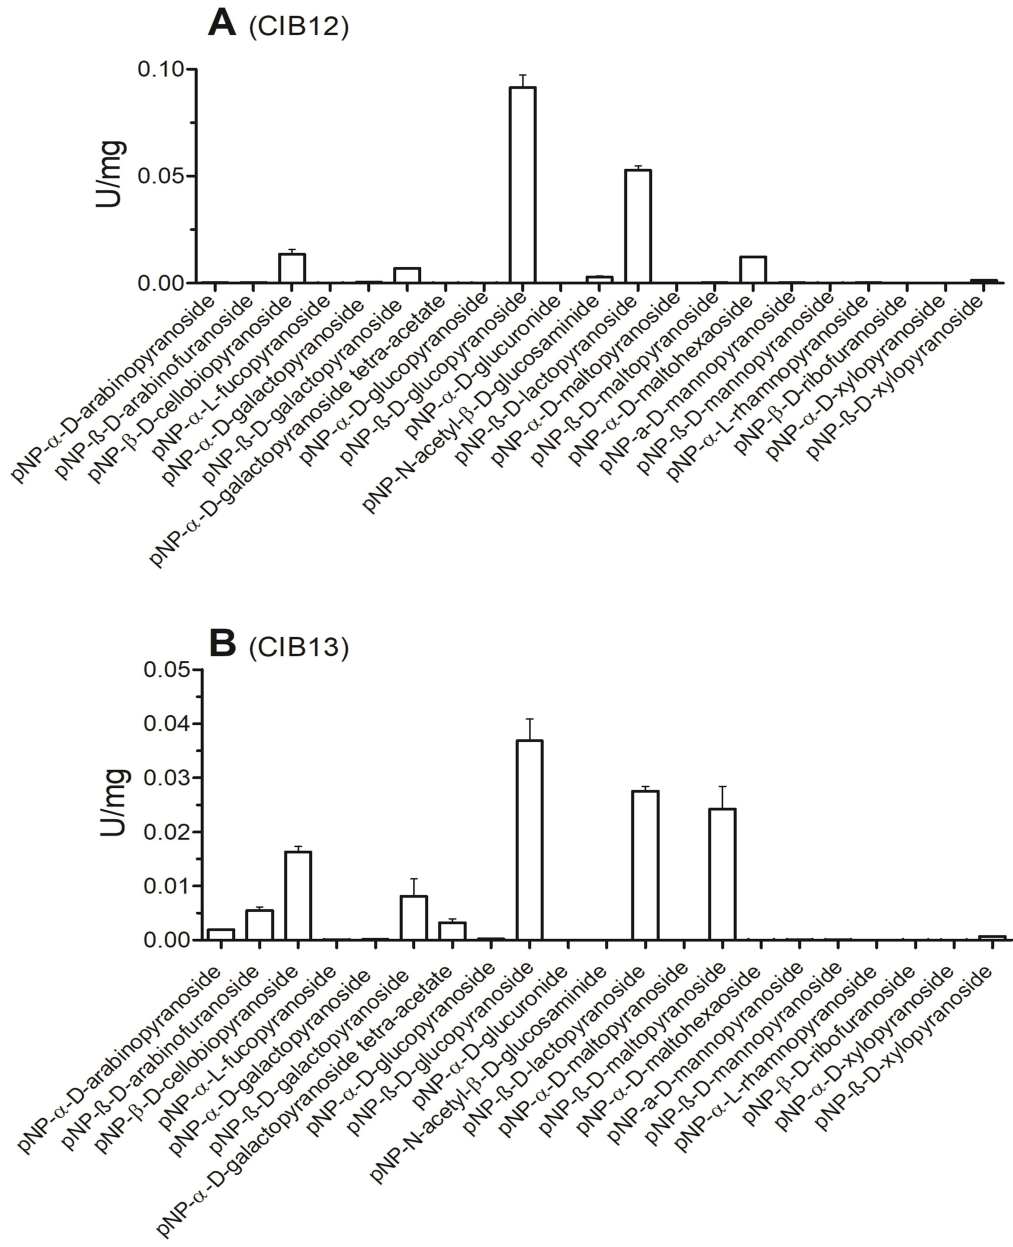 A (CIB12)
0.10
0.05
0.00
U/mg
pNP-α-D-arabinopyranoside
pNP-ß-D-arabinofuranoside
pNP-β-D-cellobiopyranoside
pNP-α-L-fucopyranoside
pNP-α-D-galactopyranoside
pNP-ß-D-galactopyranoside
pNP-α-D-galactopyranoside tetra-acetate
pNP-α-D-glucopyranoside
pNP-ß-D-glucopyranoside
pNP-α-D-glucuronide
pNP-N-acetyl-β-D-glucosaminide
pNP-ß-D-lactopyranoside
pNP-α-D-maltopyranoside
pNP-ß-D-maltopyranoside
pNP-α-D-maltohexaoside
pNP-a-D-mannopyranoside
pNP-ß-D-mannopyranoside
pNP-α-L-rhamnopyranoside
pNP-β-D-ribofuranoside
pNP-α-D-xylopyranoside
pNP-ß-D-xylopyranoside
B (CIB13)
0.05
0.04
0.03
0.02
0.01
0.00
U/mg
pNP-α-D-arabinopyranoside
pNP-ß-D-arabinofuranoside
pNP-β-D-cellobiopyranoside
pNP-α-L-fucopyranoside
pNP-α-D-galactopyranoside
pNP-ß-D-galactopyranoside
pNP-α-D-galactopyranoside tetra-acetate
pNP-α-D-glucopyranoside
pNP-ß-D-glucopyranoside
pNP-α-D-glucuronide
pNP-N-acetyl-β-D-glucosaminide
pNP-ß-D-lactopyranoside
pNP-α-D-maltopyranoside
pNP-ß-D-maltopyranoside
pNP-α-D-maltohexaoside
pNP-a-D-mannopyranoside
pNP-ß-D-mannopyranoside
pNP-α-L-rhamnopyranoside
pNP-β-D-ribofuranoside
pNP-α-D-xylopyranoside
pNP-ß-D-xylopyranoside